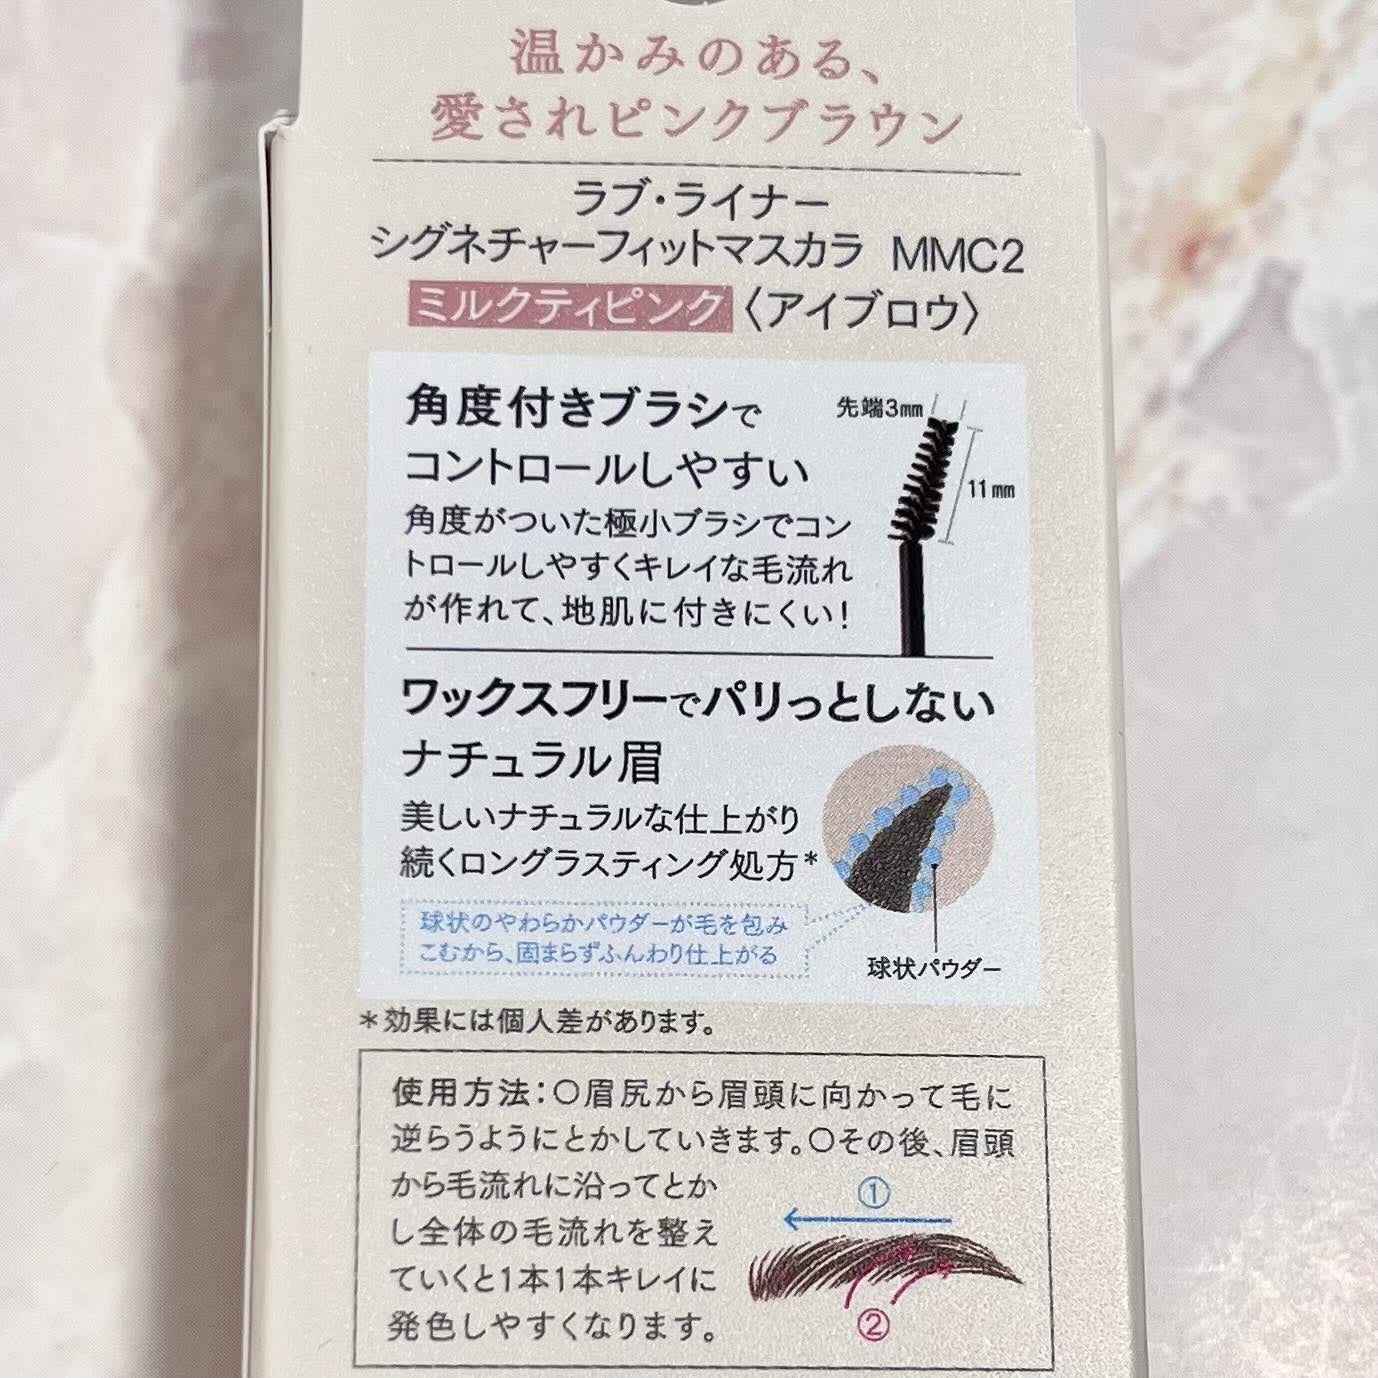 温かみのある、
愛されピンクブラウン
ラブ・ライナー
シグネチャーフィットマスカラ MMC2
ミルクティピンク〈アイブロウ〉
角度付きブラシで
コントロールしやすい
角度がついた極小ブラシでコン
トロールしやすくキレイな毛流れ
が作れて、地肌に付きにくい!
先端3mm
11mm
ワックスフリーでパリっとしない
ナチュラル眉
美しいナチュラルな仕上がり
続くロングラスティング処方*
球状のやわらかパウダーが毛を包み
こむから、固まらずふんわり仕上がる
球状パウダー
*効果には個人差があります。
使用方法:○眉尻から眉頭に向かって毛に
逆らうようにとかしていきます。○その後、眉頭
から毛流れに沿ってとか
し全体の毛流れを整え
ていくと1本1本キレイに
発色しやすくなります。
①
②